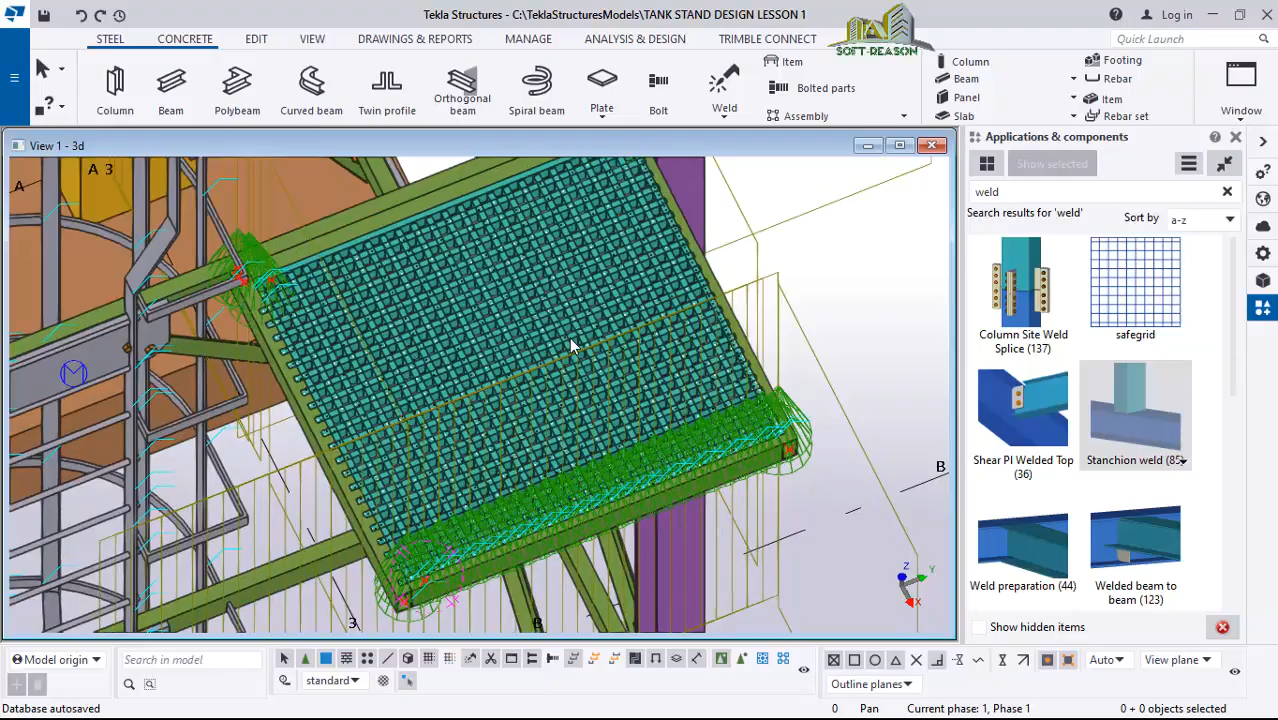 Tekla Structures - C:\TeklaStructuresModels\TANK STAND DESIGN LESSON 1
Log in
SOFT-REASON
STEEL CONCRETE EDIT VIEW DRAWINGS & REPORTS MANAGE ANALYSIS & DESIGN TRIMBLE CONNECT
Quick Launch
Column
Beam
Polybeam
Curved beam
Twin profile
Orthogonal
beam
Spiral beam
Plate
Bolt
Weld
Item
Bolted parts
Assembly
Column
Beam
Panel
Slab
Footing
Rebar
Item
Rebar set
Window
View 1 - 3d
A
A 3
M
B
3
B
Z
Y
X
Applications & components
Show selected
weld
Search results for 'weld'
Sort by
a-z
Column Site Weld
Splice (137)
safegrid
Shear Pl Welded Top
(36)
Stanchion weld (85)
Weld preparation (44)
Welded beam to
beam (123)
Show hidden items
Model origin
Search in model
standard
Auto
View plane
Outline planes
Database autosaved
0
Pan
Current phase: 1, Phase 1
0 + 0 objects selected